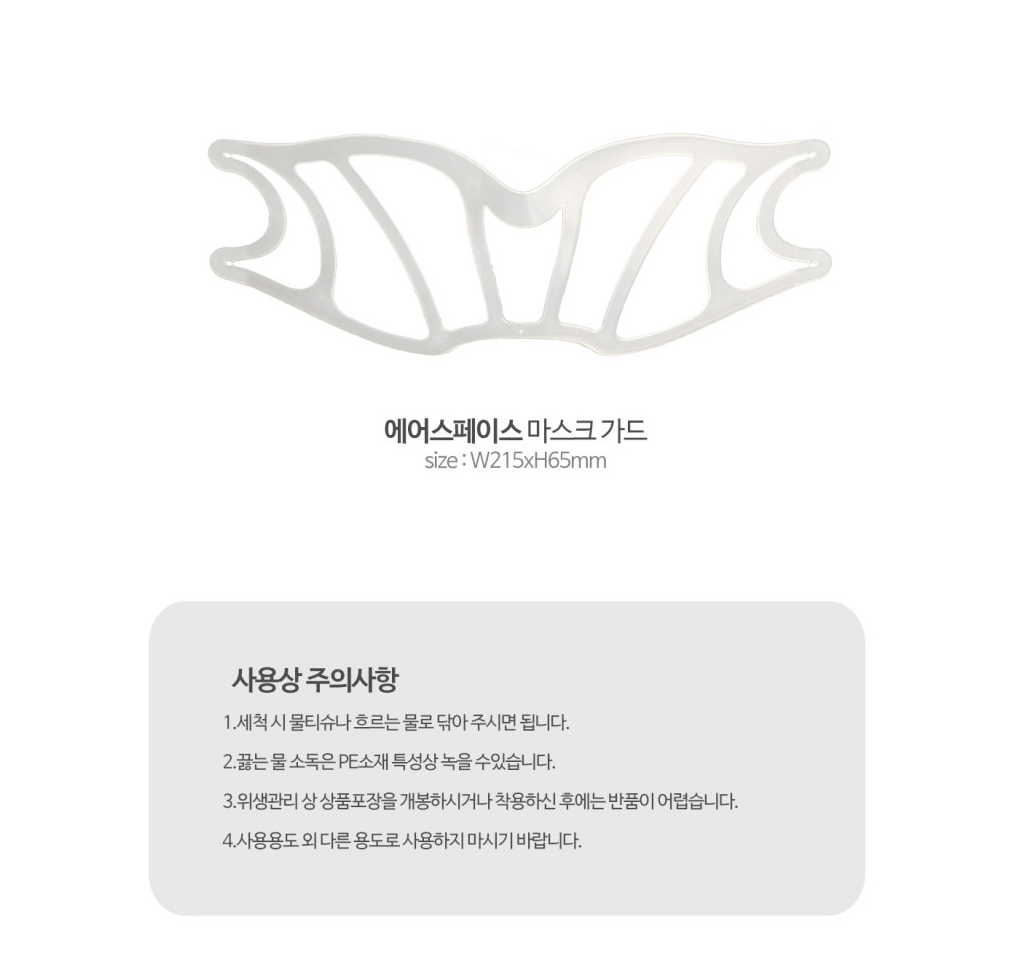 에어스페이스 마스크 가드
size : W215xH65mm
사용상 주의사항
1.세척 시 물티슈나 흐르는 물로 닦아 주시면 됩니다.
2.끓는 물 소독은 PE소재 특성상 녹을 수있습니다.
3.위생관리 상 상품포장을 개봉하시거나 착용하신 후에는 반품이 어렵습니다.
4.사용용도 외 다른 용도로 사용하지 마시기 바랍니다.